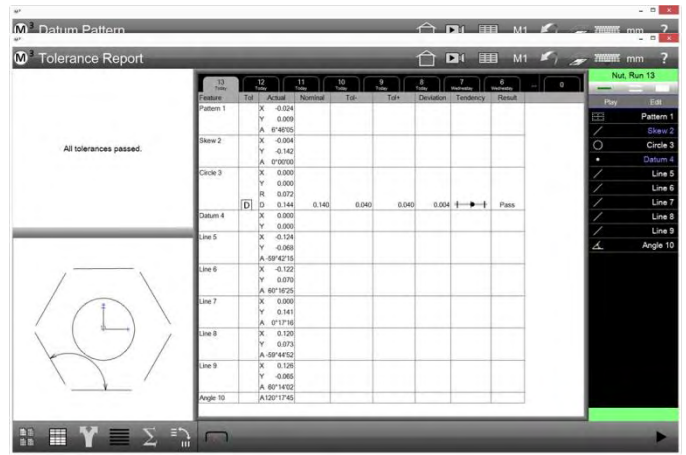 M³
M³ Datum Pattern M1 mm ?
M³
M³ Tolerance Report M1 mm ?
All tolerances passed.
13 Today 12 Today 11 Today 10 Today 9 Today 8 Today 7 Wednesday 6 Wednesday ... 0
Feature Tol Actual Nominal Tol- Tol+ Deviation Tendency Result
Pattern 1 X -0.024
Y 0.009
A 6°46'05
Skew 2 X -0.004
Y -0.142
A 0°00'00
Circle 3 X 0.000
Y 0.000
R 0.072
D D 0.144 0.140 0.040 0.040 0.004 Pass
Datum 4 X 0.000
Y 0.000
Line 5 X -0.124
Y -0.068
A -59°42'15
Line 6 X -0.122
Y 0.070
A 60°16'25
Line 7 X 0.000
Y 0.141
A 0°17'16
Line 8 X 0.120
Y 0.073
A -59°44'52
Line 9 X 0.126
Y -0.065
A 60°14'02
Angle 10 A 120°17'45
Nut, Run 13
Play Edit
Pattern 1
Skew 2
Circle 3
Datum 4
Line 5
Line 6
Line 7
Line 8
Line 9
Angle 10